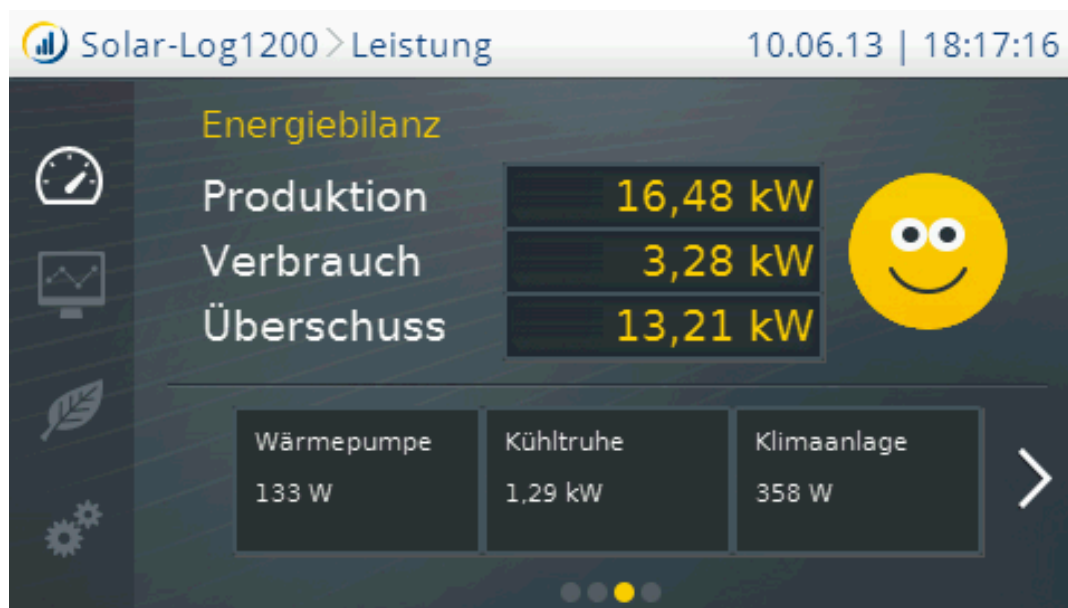 Solar-Log1200 > Leistung 10.06.13 | 18:17:16
Energiebilanz
Produktion 16,48 kW
Verbrauch 3,28 kW
Überschuss 13,21 kW
Wärmepumpe Kühltruhe Klimaanlage
133 W 1,29 kW 358 W